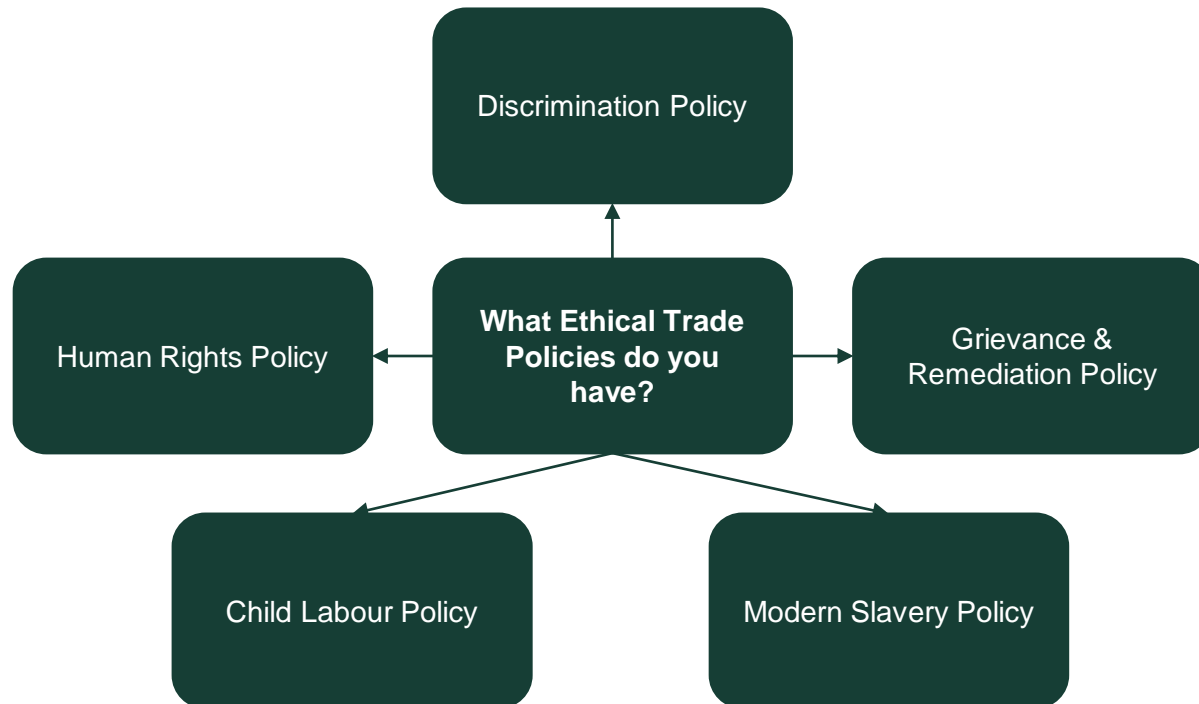 Discrimination Policy
Human Rights Policy
What Ethical Trade
Policies do you
have?
Grievance &
Remediation Policy
Child Labour Policy
Modern Slavery Policy